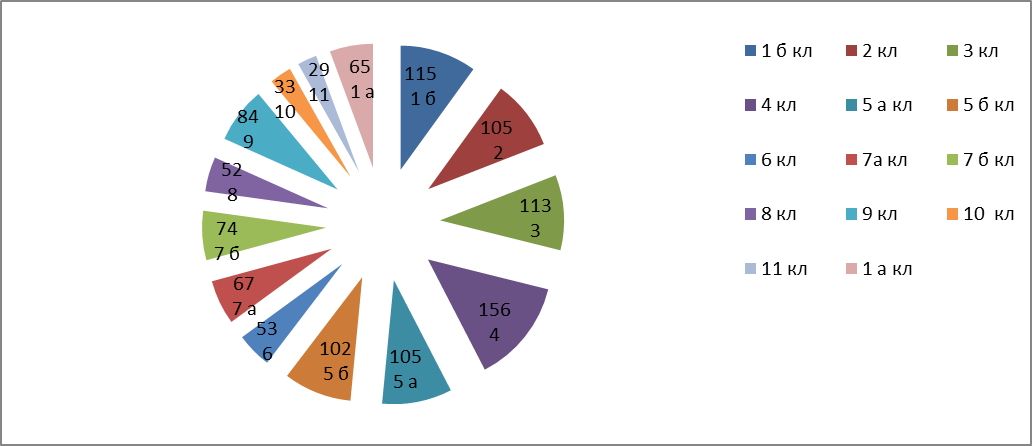 115
1 б
105
2
113
3
156
4
105
5 а
102
5 б
53
6
67
7 а
74
7 б
52
8
84
9
33
10
29
11
65
1 а
1 б кл
2 кл
3 кл
4 кл
5 а кл
5 б кл
6 кл
7а кл
7 б кл
8 кл
9 кл
10  кл
11 кл
1 а кл